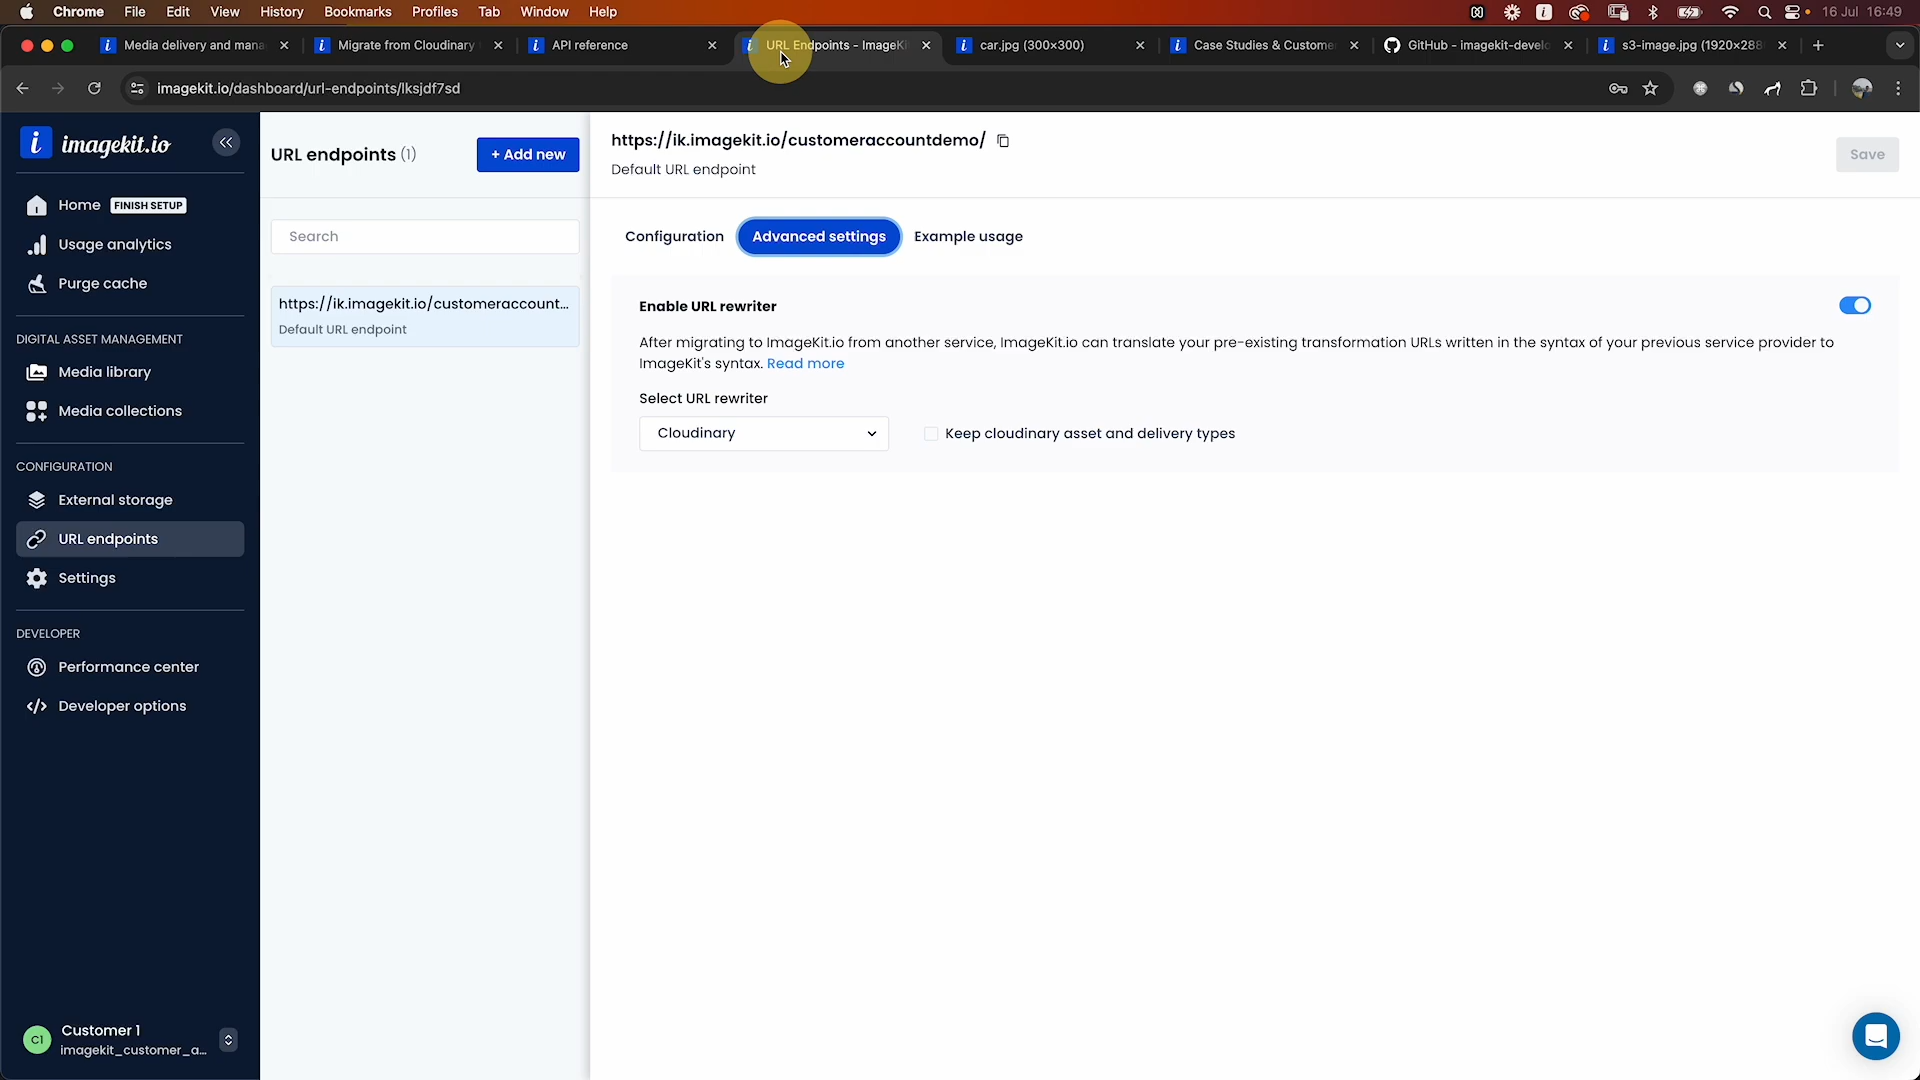 Chrome File Edit View History Bookmarks Profiles Tab Window Help 16 Jul 16:49
Media delivery and mana
Migrate from Cloudinary
API reference
URL Endpoints - ImageKi
car.jpg (300×300)
Case Studies & Custome
GitHub - imagekit-develo
s3-image.jpg (1920×288
imagekit.io/dashboard/url-endpoints/lksjdf7sd
imagekit.io
Home FINISH SETUP
Usage analytics
Purge cache
DIGITAL ASSET MANAGEMENT
Media library
Media collections
CONFIGURATION
External storage
URL endpoints
Settings
DEVELOPER
Performance center
Developer options
C1
Customer 1
imagekit_customer_a...
URL endpoints (1)
+ Add new
Search
https://ik.imagekit.io/customeraccount...
Default URL endpoint
https://ik.imagekit.io/customeraccountdemo/
Default URL endpoint
Save
Configuration
Advanced settings
Example usage
Enable URL rewriter
After migrating to ImageKit.io from another service, ImageKit.io can translate your pre-existing transformation URLs written in the syntax of your previous service provider to
ImageKit's syntax. Read more
Select URL rewriter
Cloudinary
Keep cloudinary asset and delivery types